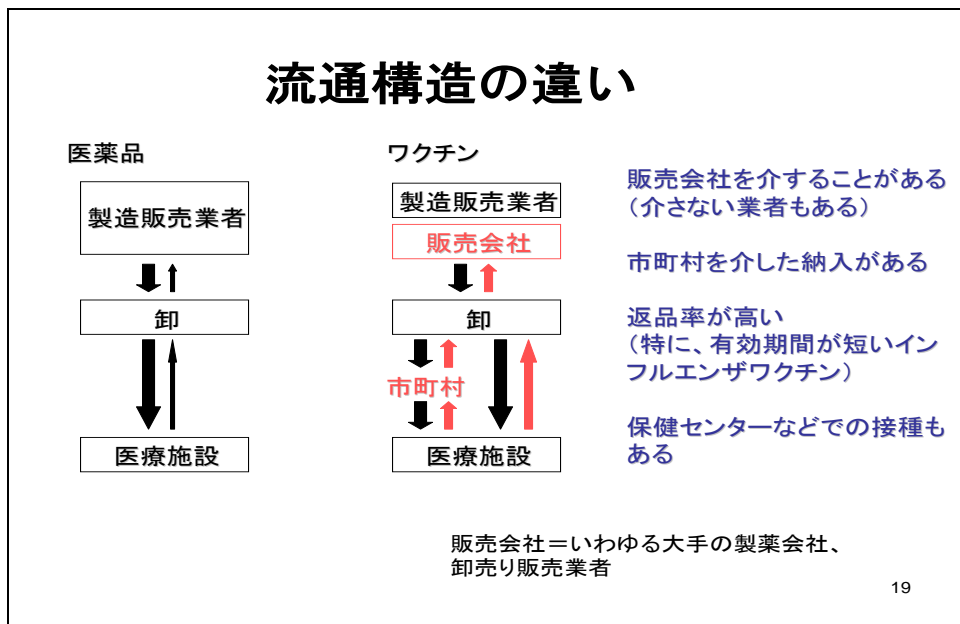 流通構造の違い
医薬品
製造販売業者
卸
医療施設
ワクチン
製造販売業者
販売会社
卸
市町村
医療施設
販売会社を介することがある
（介さない業者もある）
市町村を介した納入がある
返品率が高い
（特に、有効期間が短いイン
フルエンザワクチン）
保健センターなどでの接種も
ある
販売会社＝いわゆる大手の製薬会社、
卸売り販売業者
19